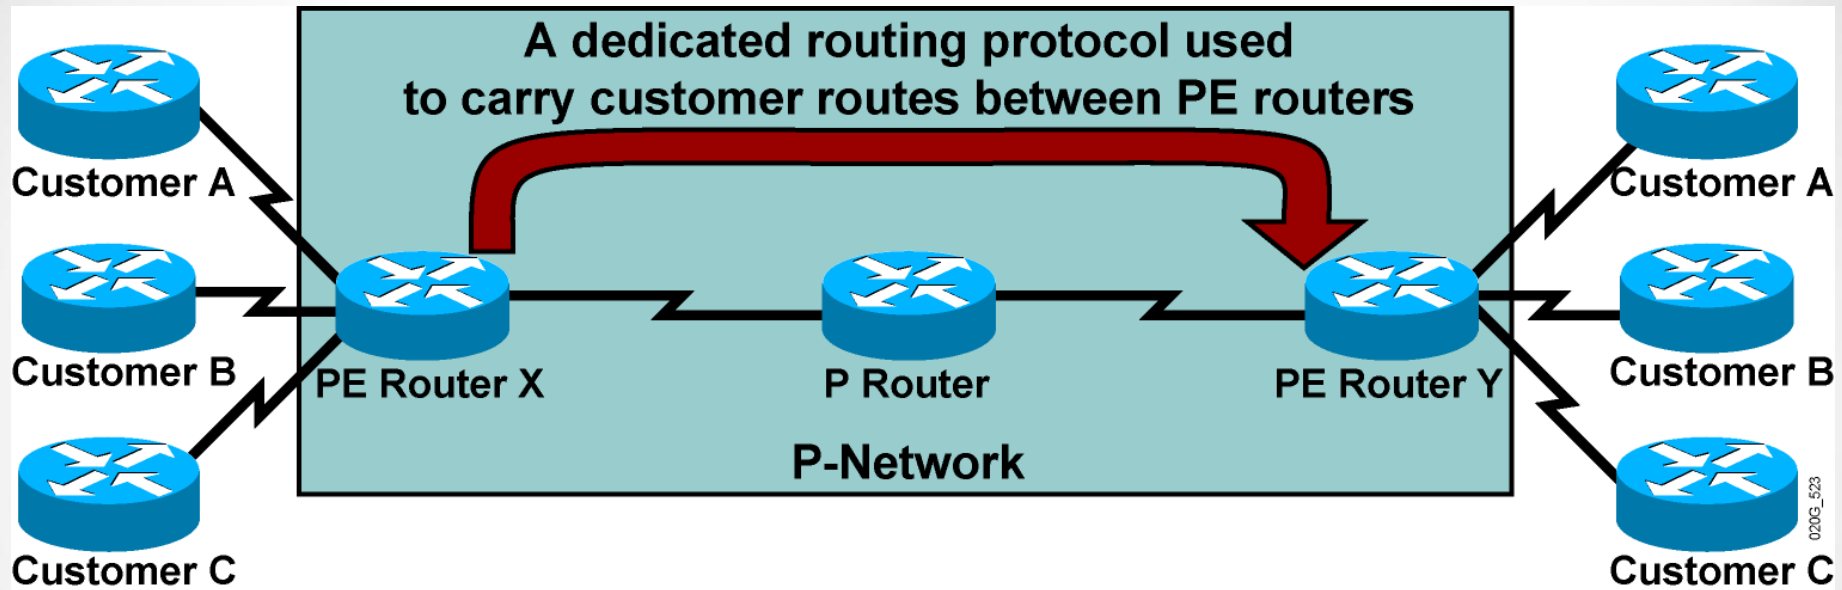 A dedicated routing protocol used
to carry customer routes between PE routers
Customer A
Customer A
Customer B
PE Router X
P Router
PE Router Y
Customer B
P-Network
020G_523
Customer C
Customer C